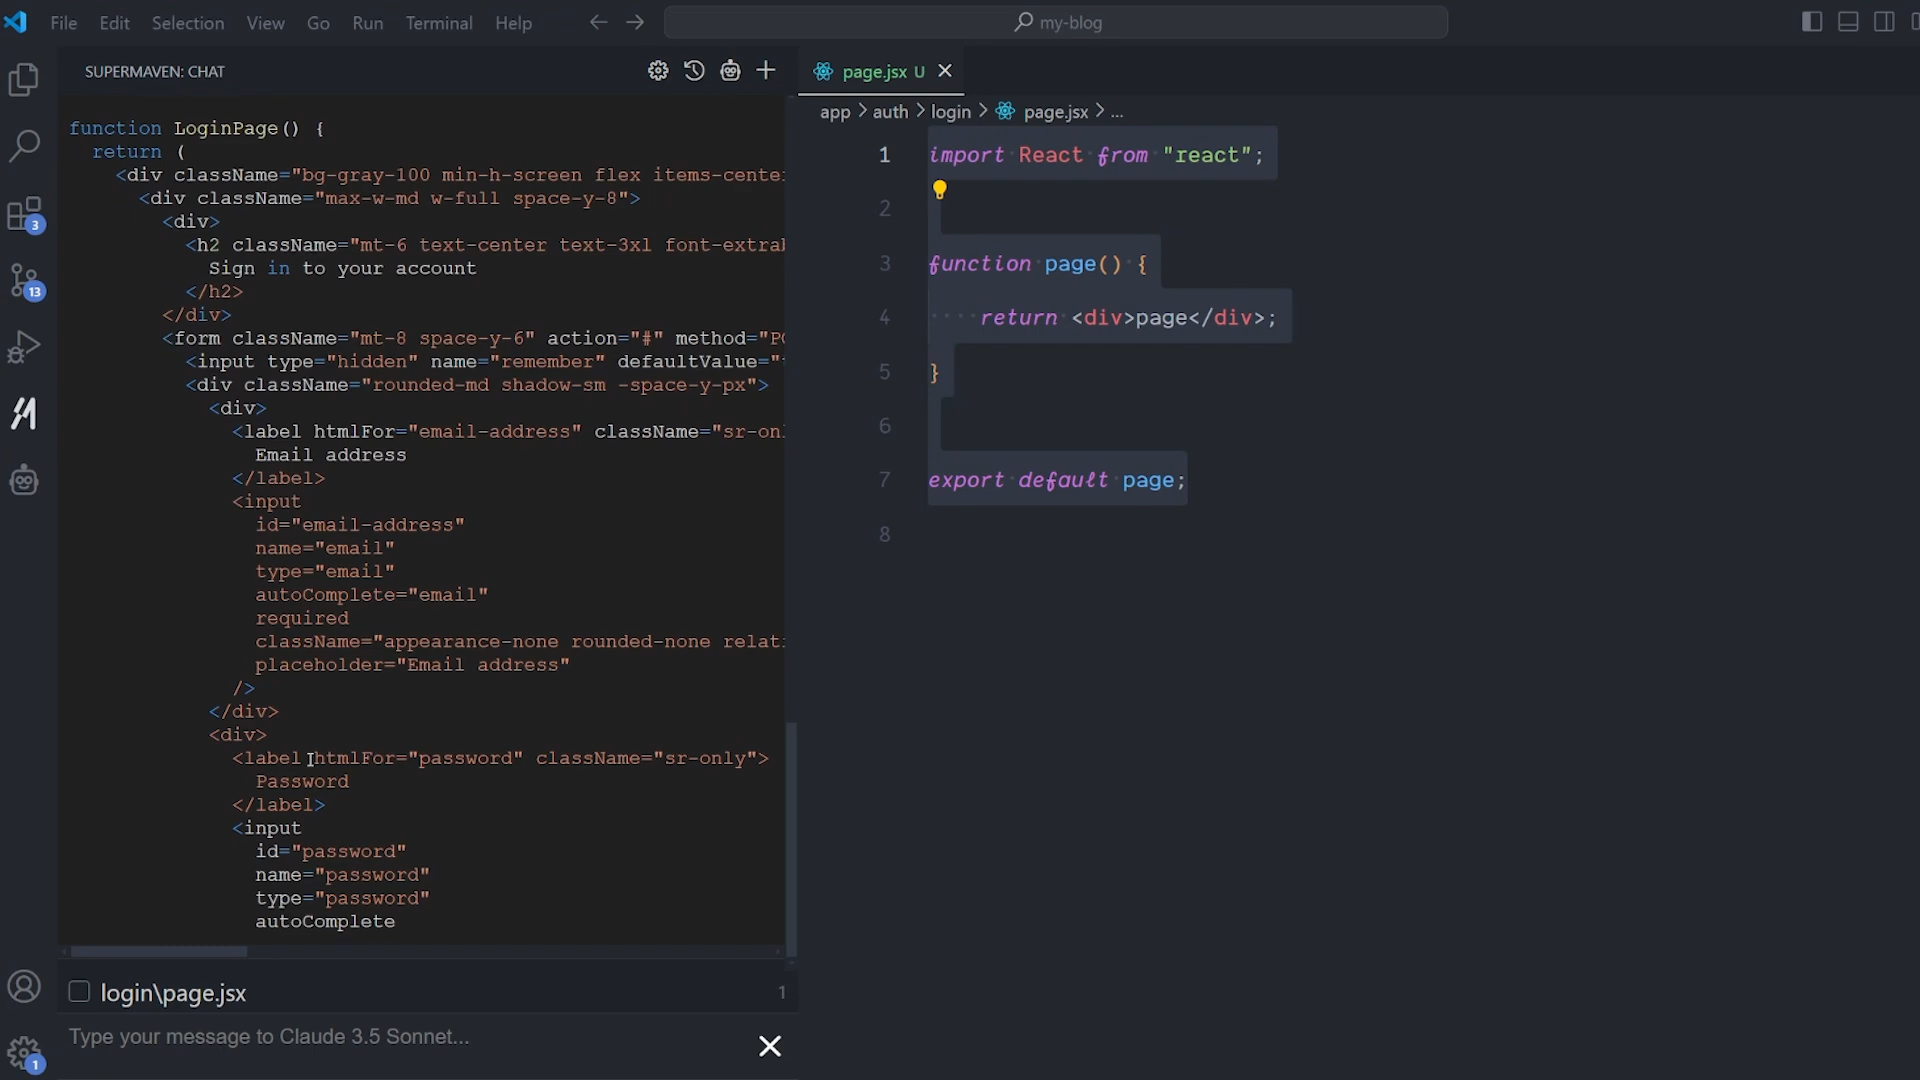 File Edit Selection View Go Run Terminal Help
my-blog
SUPERMAVEN: CHAT
function LoginPage() {
return (
<div className="bg-gray-100 min-h-screen flex items-center
<div className="max-w-md w-full space-y-8">
<div>
<h2 className="mt-6 text-center text-3xl font-extrab
Sign in to your account
</h2>
</div>
<form className="mt-8 space-y-6" action="#" method="PO
<input type="hidden" name="remember" defaultValue="t
<div className="rounded-md shadow-sm -space-y-px">
<div>
<label htmlFor="email-address" className="sr-onl
Email address
</label>
<input
id="email-address"
name="email"
type="email"
autoComplete="email"
required
className="appearance-none rounded-none relati
placeholder="Email address"
/>
</div>
<div>
<label htmlFor="password" className="sr-only">
Password
</label>
<input
id="password"
name="password"
type="password"
autoComplete
login\page.jsx 1
Type your message to Claude 3.5 Sonnet...
3
13
1
page.jsx U
app > auth > login > page.jsx > ...
1 import React from "react";
2
3 function page() {
4 return <div>page</div>;
5 }
6
7 export default page;
8